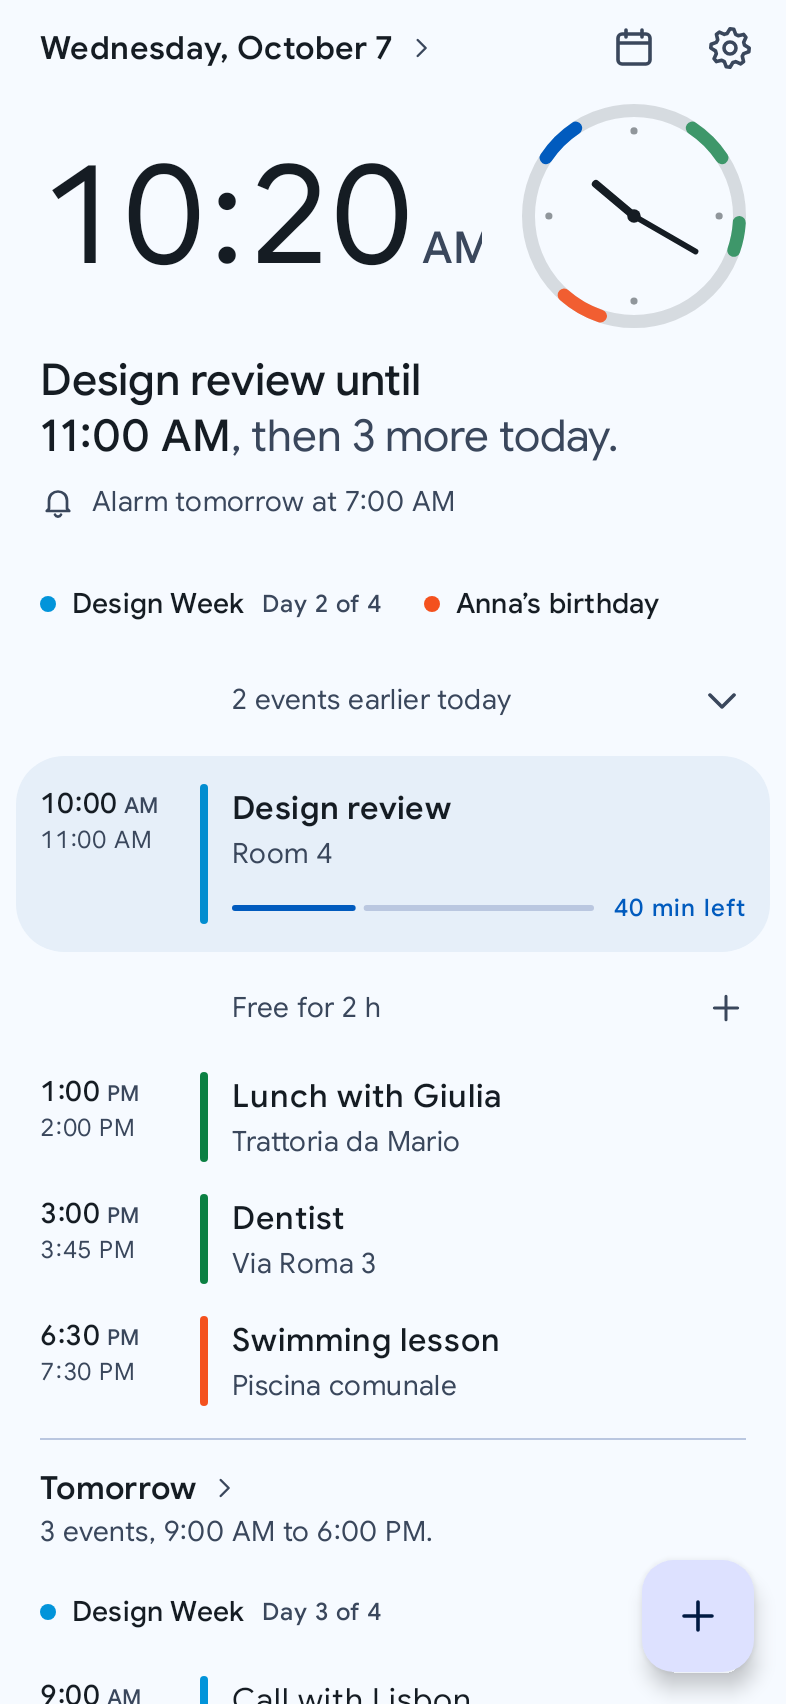 Wednesday, October 7
10:20 AM
Design review until
11:00 AM, then 3 more today.
Alarm tomorrow at 7:00 AM
Design Week Day 2 of 4 Anna’s birthday
2 events earlier today
10:00 AM Design review
11:00 AM Room 4
40 min left
Free for 2 h
1:00 PM Lunch with Giulia
2:00 PM Trattoria da Mario
3:00 PM Dentist
3:45 PM Via Roma 3
6:30 PM Swimming lesson
7:30 PM Piscina comunale
Tomorrow
3 events, 9:00 AM to 6:00 PM.
Design Week Day 3 of 4
9:00 AM Call with Lisbon